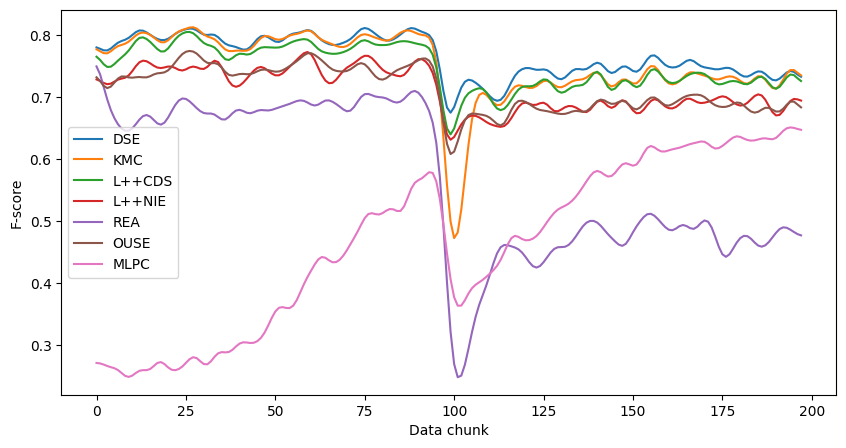 0.8
0.7
0.6
0.5
0.4
0.3
F-score
DSE
KMC
L++CDS
L++NIE
REA
OUSE
MLPC
0 25 50 75 100 125 150 175 200
Data chunk